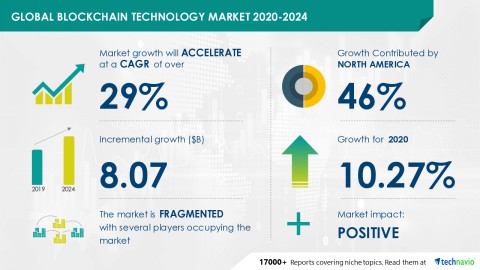 GLOBAL BLOCKCHAIN TECHNOLOGY MARKET 2020-2024
Market growth will ACCELERATE
at a CAGR of over
29%
Growth Contributed by
NORTH AMERICA
46%
Incremental growth ($B)
8.07
2019 2024
Growth for 2020
10.27%
The market is FRAGMENTED
with several players occupying the
market
Market impact:
POSITIVE
17000+ Reports covering niche topics. Read them at technavio